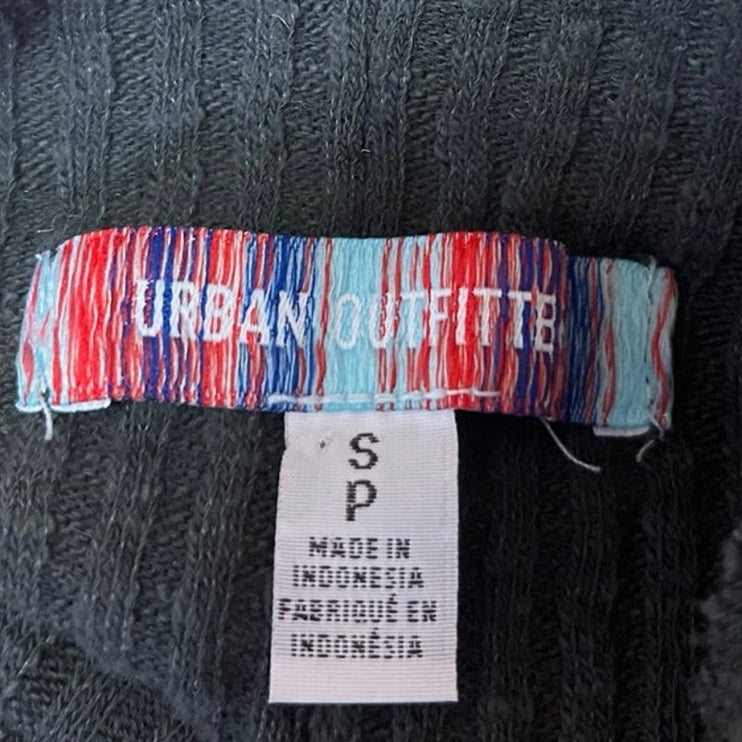 URBAN OUTFITTE
S
P
MADE IN
INDONESIA
FABRIQUÉ EN
INDONÉSIA